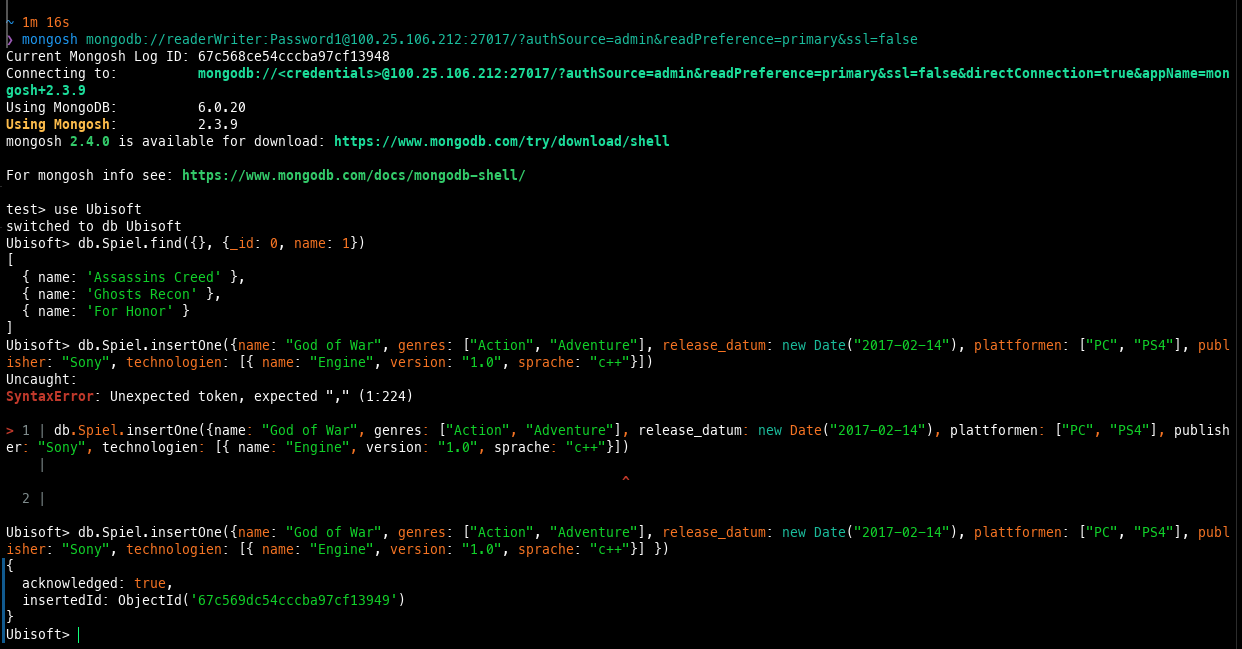 ~ 1m 16s
❯ mongosh mongodb://readerWriter:Password1@100.25.106.212:27017/?authSource=admin&readPreference=primary&ssl=false
Current Mongosh Log ID: 67c568ce54cccba97cf13948
Connecting to:          mongodb://<credentials>@100.25.106.212:27017/?authSource=admin&readPreference=primary&ssl=false&directConnection=true&appName=mon
gosh+2.3.9
Using MongoDB:          6.0.20
Using Mongosh:          2.3.9
mongosh 2.4.0 is available for download: https://www.mongodb.com/try/download/shell
For mongosh info see: https://www.mongodb.com/docs/mongodb-shell/
test> use Ubisoft
switched to db Ubisoft
Ubisoft> db.Spiel.find({}, {_id: 0, name: 1})
[
  { name: 'Assassins Creed' },
  { name: 'Ghosts Recon' },
  { name: 'For Honor' }
]
Ubisoft> db.Spiel.insertOne({name: "God of War", genres: ["Action", "Adventure"], release_datum: new Date("2017-02-14"), plattformen: ["PC", "PS4"], publ
isher: "Sony", technologien: [{ name: "Engine", version: "1.0", sprache: "c++"}])
Uncaught:
SyntaxError: Unexpected token, expected "," (1:224)
> 1 | db.Spiel.insertOne({name: "God of War", genres: ["Action", "Adventure"], release_datum: new Date("2017-02-14"), plattformen: ["PC", "PS4"], publish
er: "Sony", technologien: [{ name: "Engine", version: "1.0", sprache: "c++"}])
    |
^
  2 |
Ubisoft> db.Spiel.insertOne({name: "God of War", genres: ["Action", "Adventure"], release_datum: new Date("2017-02-14"), plattformen: ["PC", "PS4"], publ
isher: "Sony", technologien: [{ name: "Engine", version: "1.0", sprache: "c++"}] })
{
  acknowledged: true,
  insertedId: ObjectId('67c569dc54cccba97cf13949')
}
Ubisoft>